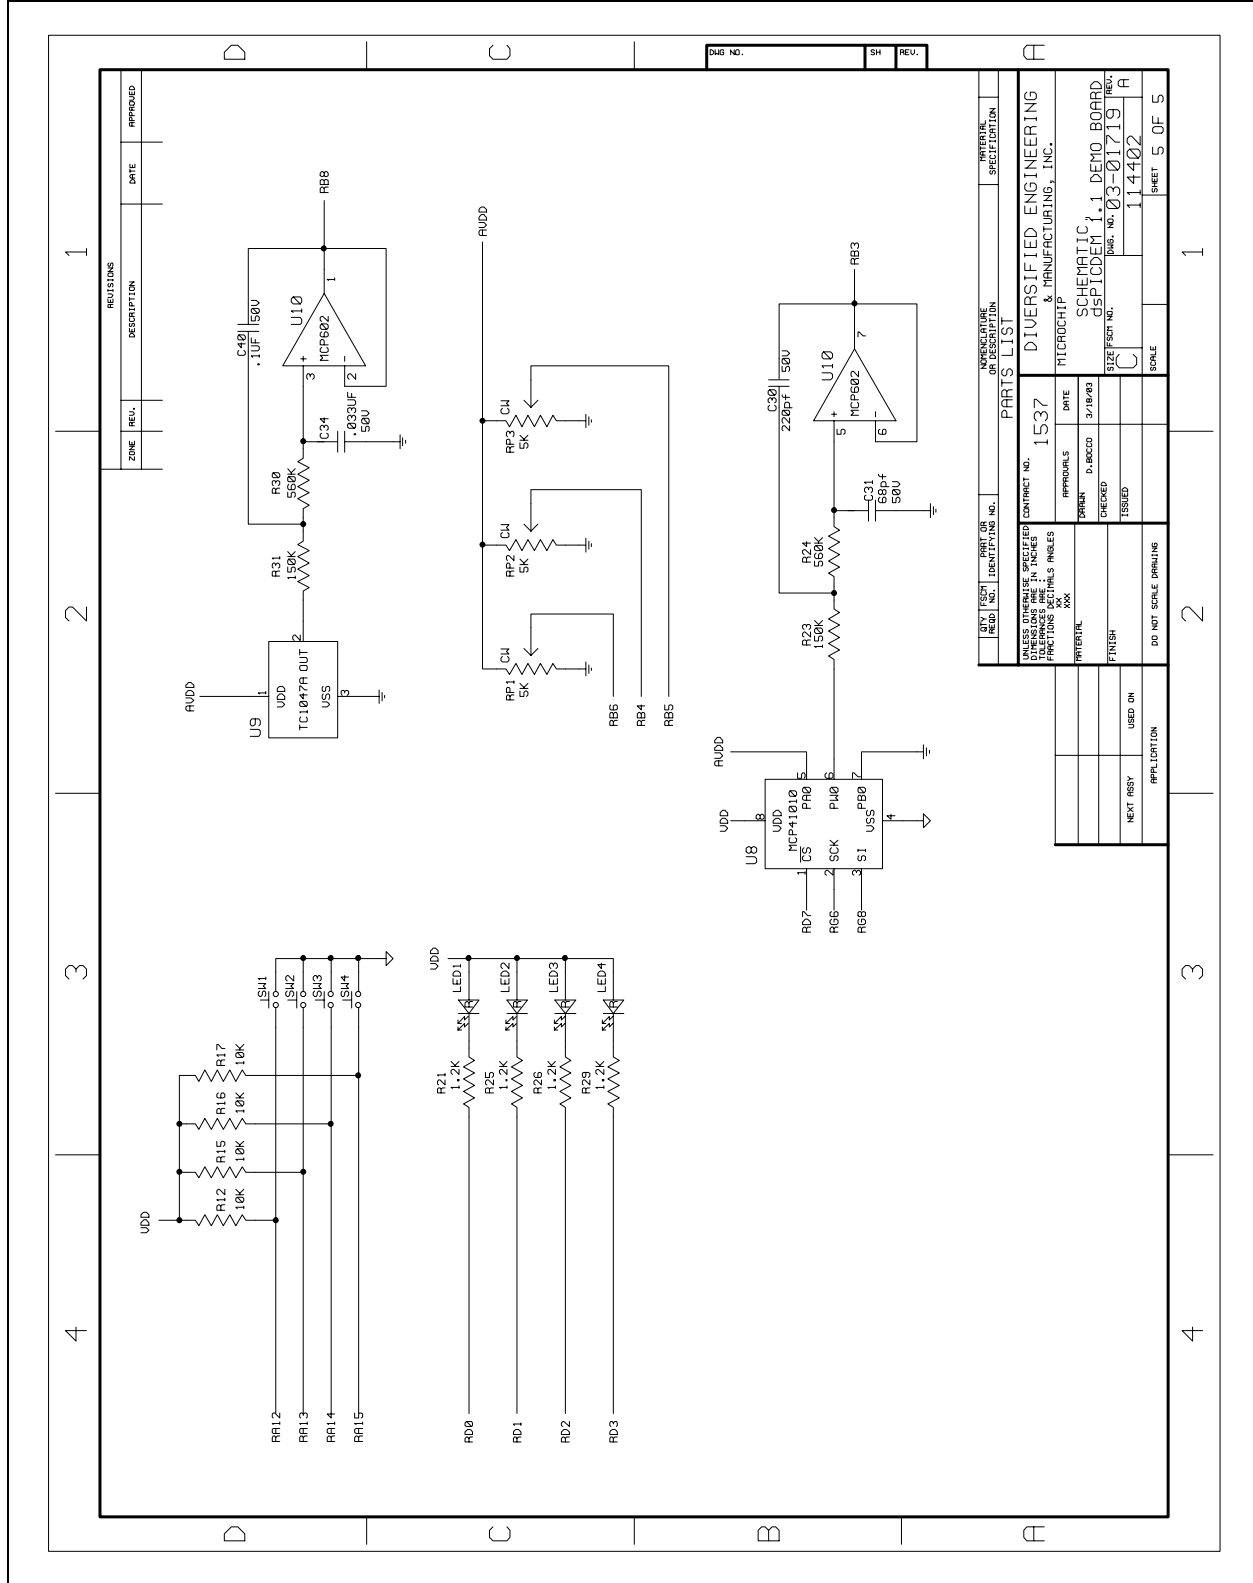 D
C
A
DWG NO.
SH
REV.
REVISIONS
ZONE
REV.
DESCRIPTION
DATE
APPROVED
1
2
3
4
AVDD
U9
1
VDD
TC1047A OUT
VSS
2
3
R31
150K
R30
560K
C34
.033UF
50V
C40
.1UF
50V
U10
MCP602
3
+
2
-
1
RB8
AVDD
RP1
5K
CW
RP2
5K
CW
RP3
5K
CW
RB6
RB4
RB5
VDD
AVDD
U8
8
VDD
MCP41010
CS
SCK
SI
PA0
PW0
PB0
VSS
1
2
3
5
6
7
4
RD7
RG6
RG8
R23
150K
R24
560K
C31
68pf
50V
C30
220pf
50V
U10
MCP602
5
+
6
-
7
RB3
VDD
R12
10K
R15
10K
R16
10K
R17
10K
SW1
SW2
SW3
SW4
RA12
RA13
RA14
RA15
VDD
LED1
LED2
LED3
LED4
R
R
R
R
R21
1.2K
R25
1.2K
R26
1.2K
R29
1.2K
RD0
RD1
RD2
RD3
QTY REQD
FSCM NO.
PART OR IDENTIFYING NO.
NOMENCLATURE OR DESCRIPTION
MATERIAL SPECIFICATION
PARTS LIST
UNLESS OTHERWISE SPECIFIED
DIMENSIONS ARE IN INCHES
TOLERANCES ARE:
FRACTIONS DECIMALS ANGLES
XX
XXX
MATERIAL
FINISH
DO NOT SCALE DRAWING
CONTRACT NO.
1537
APPROVALS
DATE
DRAWN
D.BOCCO
3/18/03
CHECKED
ISSUED
DIVERSIFIED ENGINEERING
& MANUFACTURING, INC.
MICROCHIP
SCHEMATIC,
dsPICDEM 1.1 DEMO BOARD
SIZE
C
FSCM NO.
DWG. NO.
03-01719
REV.
A
114402
SCALE
SHEET 5 OF 5
NEXT ASSY
USED ON
APPLICATION
1
2
3
4
D
C
B
A